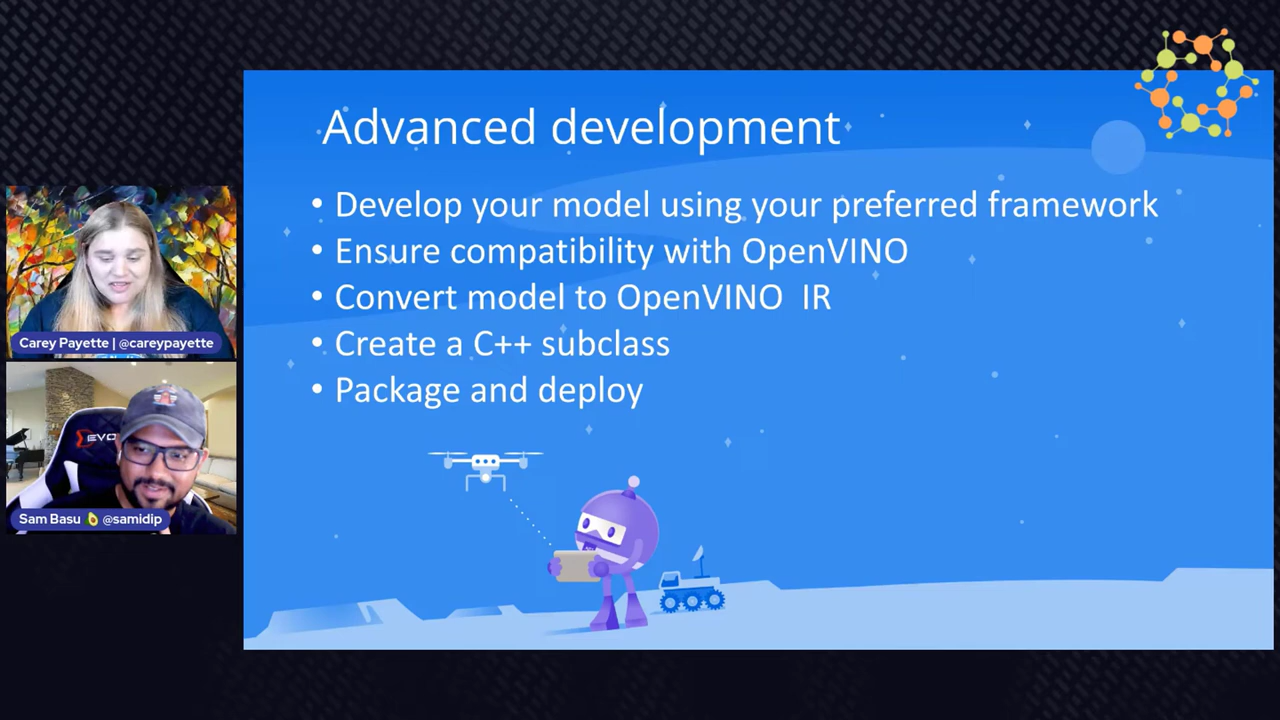 Advanced development
• Develop your model using your preferred framework
• Ensure compatibility with OpenVINO
• Convert model to OpenVINO  IR
• Create a C++ subclass
• Package and deploy
Carey Payette | @careypayette
EVO
Sam Basu 🥑 @samidip